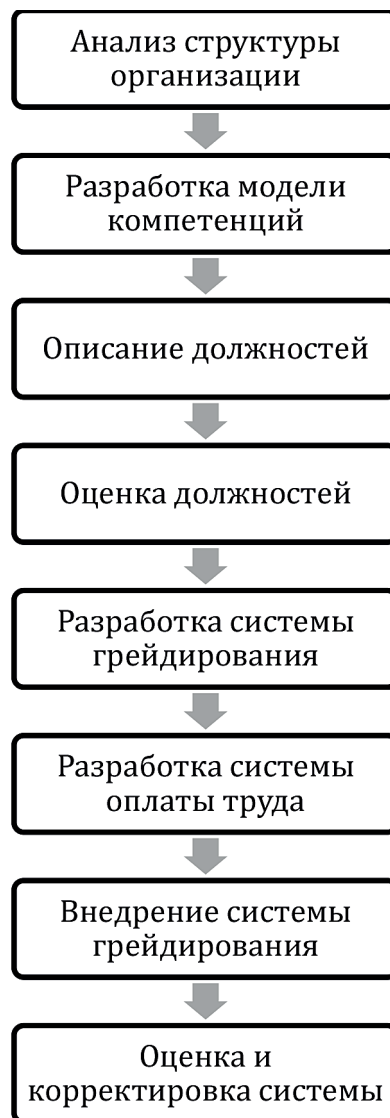 Анализ структуры
организации
Разработка модели
компетенций
Описание должностей
Оценка должностей
Разработка системы
грейдирования
Разработка системы
оплаты труда
Внедрение системы
грейдирования
Оценка и
корректировка системы